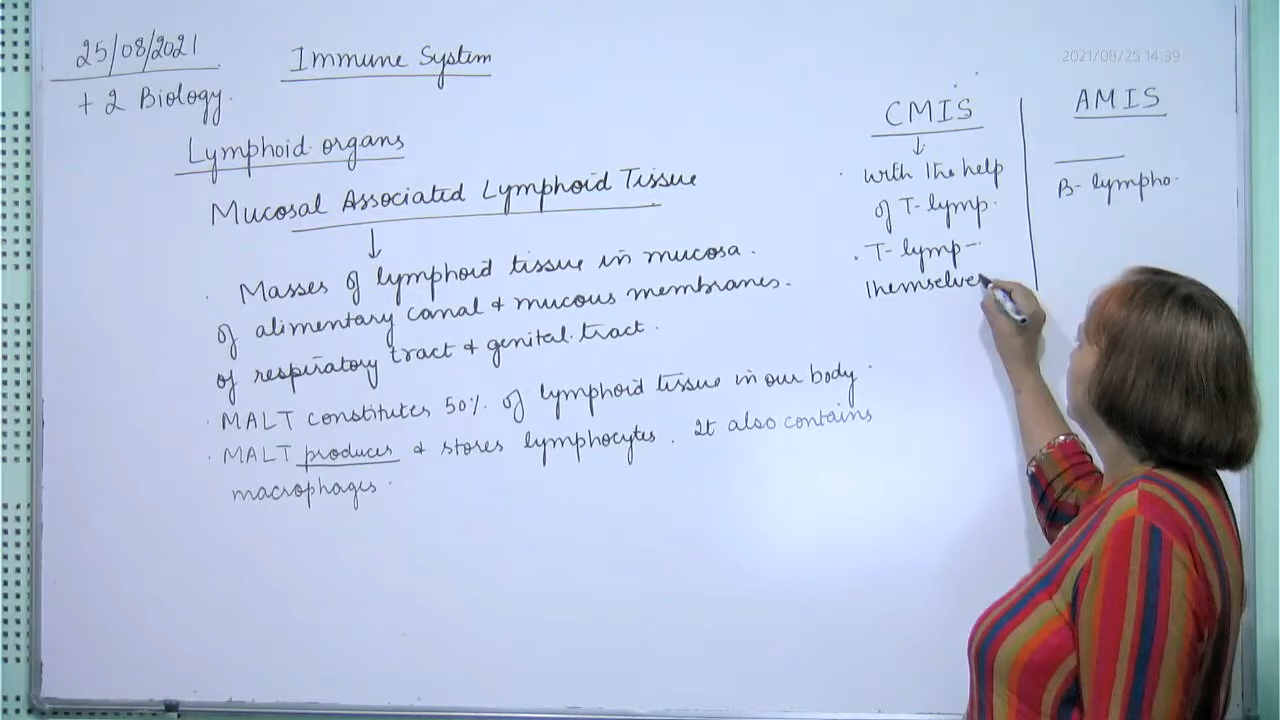 25/08/2021
+ 2 Biology.
Immune System
2021/08/25 14:39
Lymphoid organs
Mucosal Associated Lymphoid Tissue
. Masses of lymphoid tissue in mucosa.
of alimentary canal & mucous membranes.
of respiratory tract & genital tract.
. MALT constitutes 50% of lymphoid tissue in our body.
. MALT produces & stores lymphocytes. It also contains
macrophages.
CMIS
. with the help
of T-lymp.
. T-lymp-
themselves
AMIS
B-lympho.